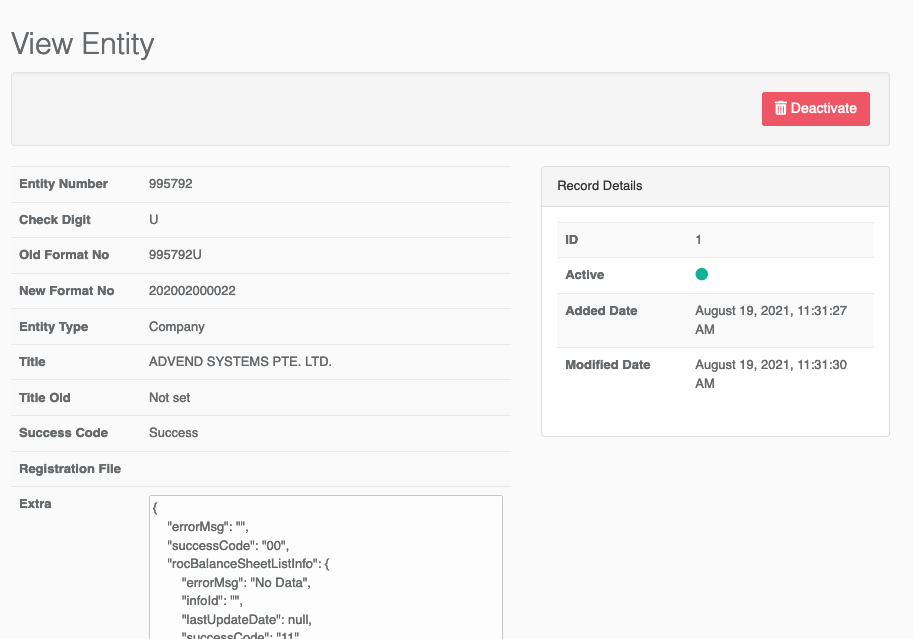 View Entity
Deactivate
Entity Number 995792
Check Digit U
Old Format No 995792U
New Format No 202002000022
Entity Type Company
Title ADVEND SYSTEMS PTE. LTD.
Title Old Not set
Success Code Success
Registration File
Extra
{
"errorMsg": "",
"successCode": "00",
"rocBalanceSheetListInfo": {
"errorMsg": "No Data",
"infoId": "",
"lastUpdateDate": null,
"successCode": "11"
Record Details
ID 1
Active
Added Date August 19, 2021, 11:31:27
AM
Modified Date August 19, 2021, 11:31:30
AM